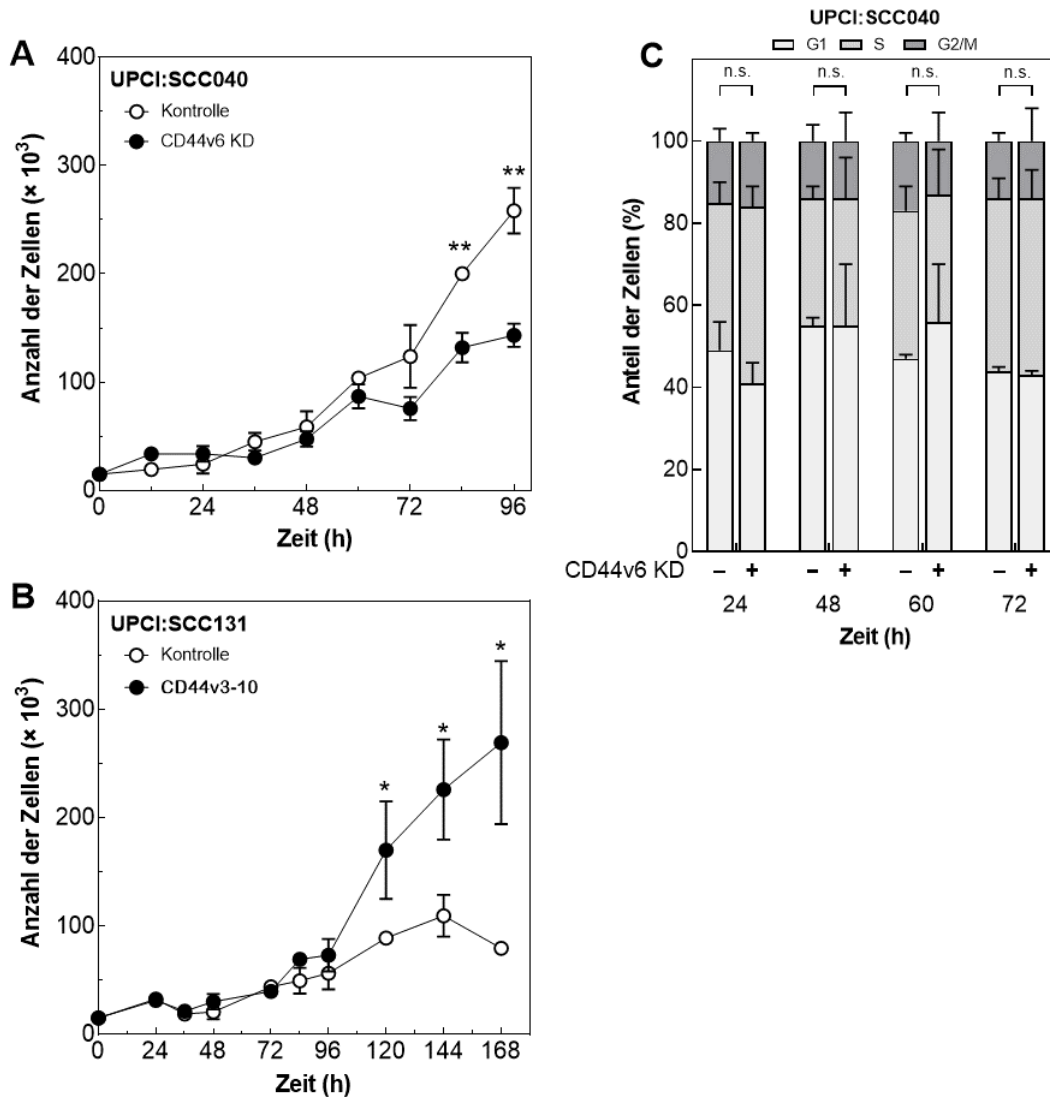 A
UPCI:SCC040
Kontrolle
CD44v6 KD
Anzahl der Zellen (× 10³)
400
300
200
100
0
** **
0 24 48 72 96
Zeit (h)
B
UPCI:SCC131
Kontrolle
CD44v3-10
Anzahl der Zellen (× 10³)
400
300
200
100
0
* * *
0 24 48 72 96 120 144 168
Zeit (h)
C
UPCI:SCC040
G1 S G2/M
n.s. n.s. n.s. n.s.
Anteil der Zellen (%)
100
80
60
40
20
0
CD44v6 KD – + – + – + – +
24 48 60 72
Zeit (h)